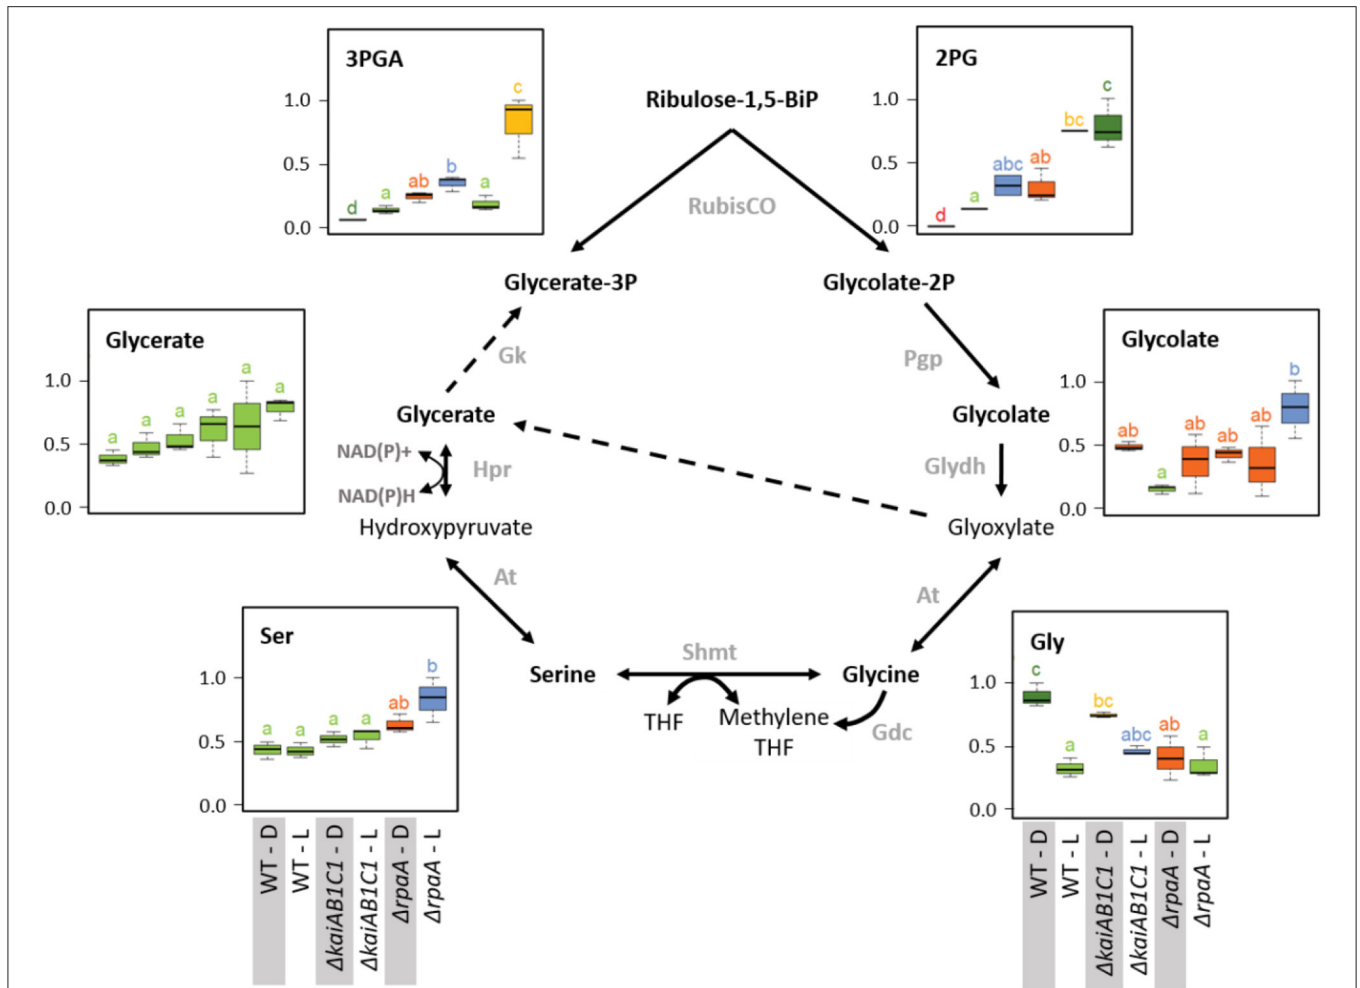 3PGA
1.0
0.5
0.0
d
a
ab
b
a
c
Ribulose-1,5-BiP
RubisCO
2PG
1.0
0.5
0.0
d
a
abc
ab
bc
c
Glycerate-3P
Glycolate-2P
Glycerate
1.0
0.5
0.0
a
a
a
a
a
a
Gk
Pgp
Glycolate
1.0
0.5
0.0
ab
a
ab
ab
ab
b
Glycerate
Glycolate
NAD(P)+
Hpr
NAD(P)H
Glydh
Hydroxypyruvate
Glyoxylate
At
At
Ser
1.0
0.5
0.0
a
a
a
a
ab
b
Serine
Shmt
Glycine
THF
Methylene
THF
Gdc
Gly
1.0
0.5
0.0
c
a
bc
abc
ab
a
WT - D
WT - L
ΔkaiAB1C1 - D
ΔkaiAB1C1 - L
ΔrpaA - D
ΔrpaA - L
WT - D
WT - L
ΔkaiAB1C1 - D
ΔkaiAB1C1 - L
ΔrpaA - D
ΔrpaA - L